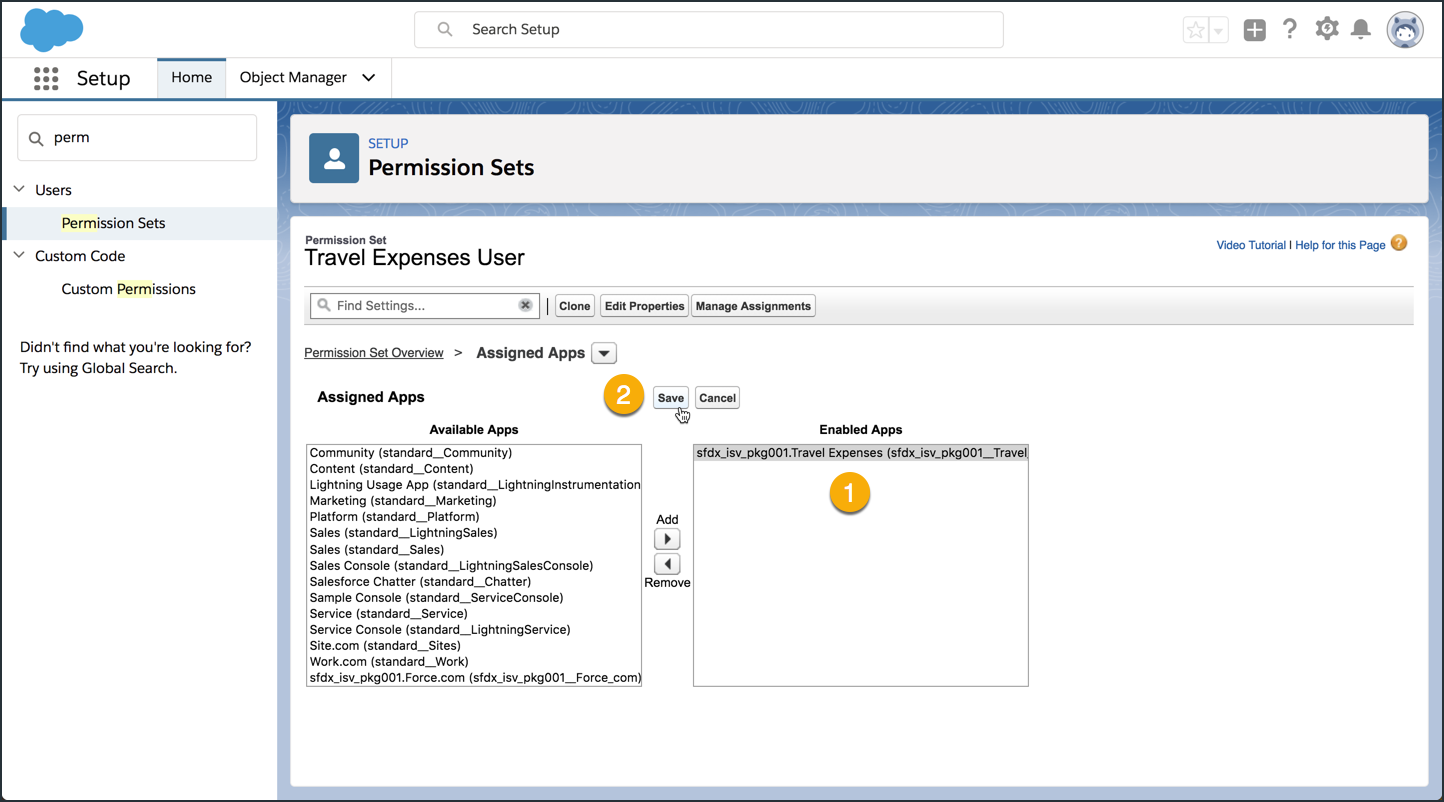 Search Setup
Setup
Home
Object Manager
perm
Users
Permission Sets
Custom Code
Custom Permissions
Didn't find what you're looking for?
Try using Global Search.
SETUP
Permission Sets
Permission Set
Travel Expenses User
Video Tutorial | Help for this Page
Find Settings...
Clone
Edit Properties
Manage Assignments
Permission Set Overview > Assigned Apps
Assigned Apps
2
Save
Cancel
Available Apps
Community (standard__Community)
Content (standard__Content)
Lightning Usage App (standard__LightningInstrumentation
Marketing (standard__Marketing)
Platform (standard__Platform)
Sales (standard__LightningSales)
Sales (standard__Sales)
Sales Console (standard__LightningSalesConsole)
Salesforce Chatter (standard__Chatter)
Sample Console (standard__ServiceConsole)
Service (standard__Service)
Service Console (standard__LightningService)
Site.com (standard__Sites)
Work.com (standard__Work)
sfdx_isv_pkg001.Force.com (sfdx_isv_pkg001__Force_com)
Add
Remove
Enabled Apps
sfdx_isv_pkg001.Travel Expenses (sfdx_isv_pkg001__Travel
1